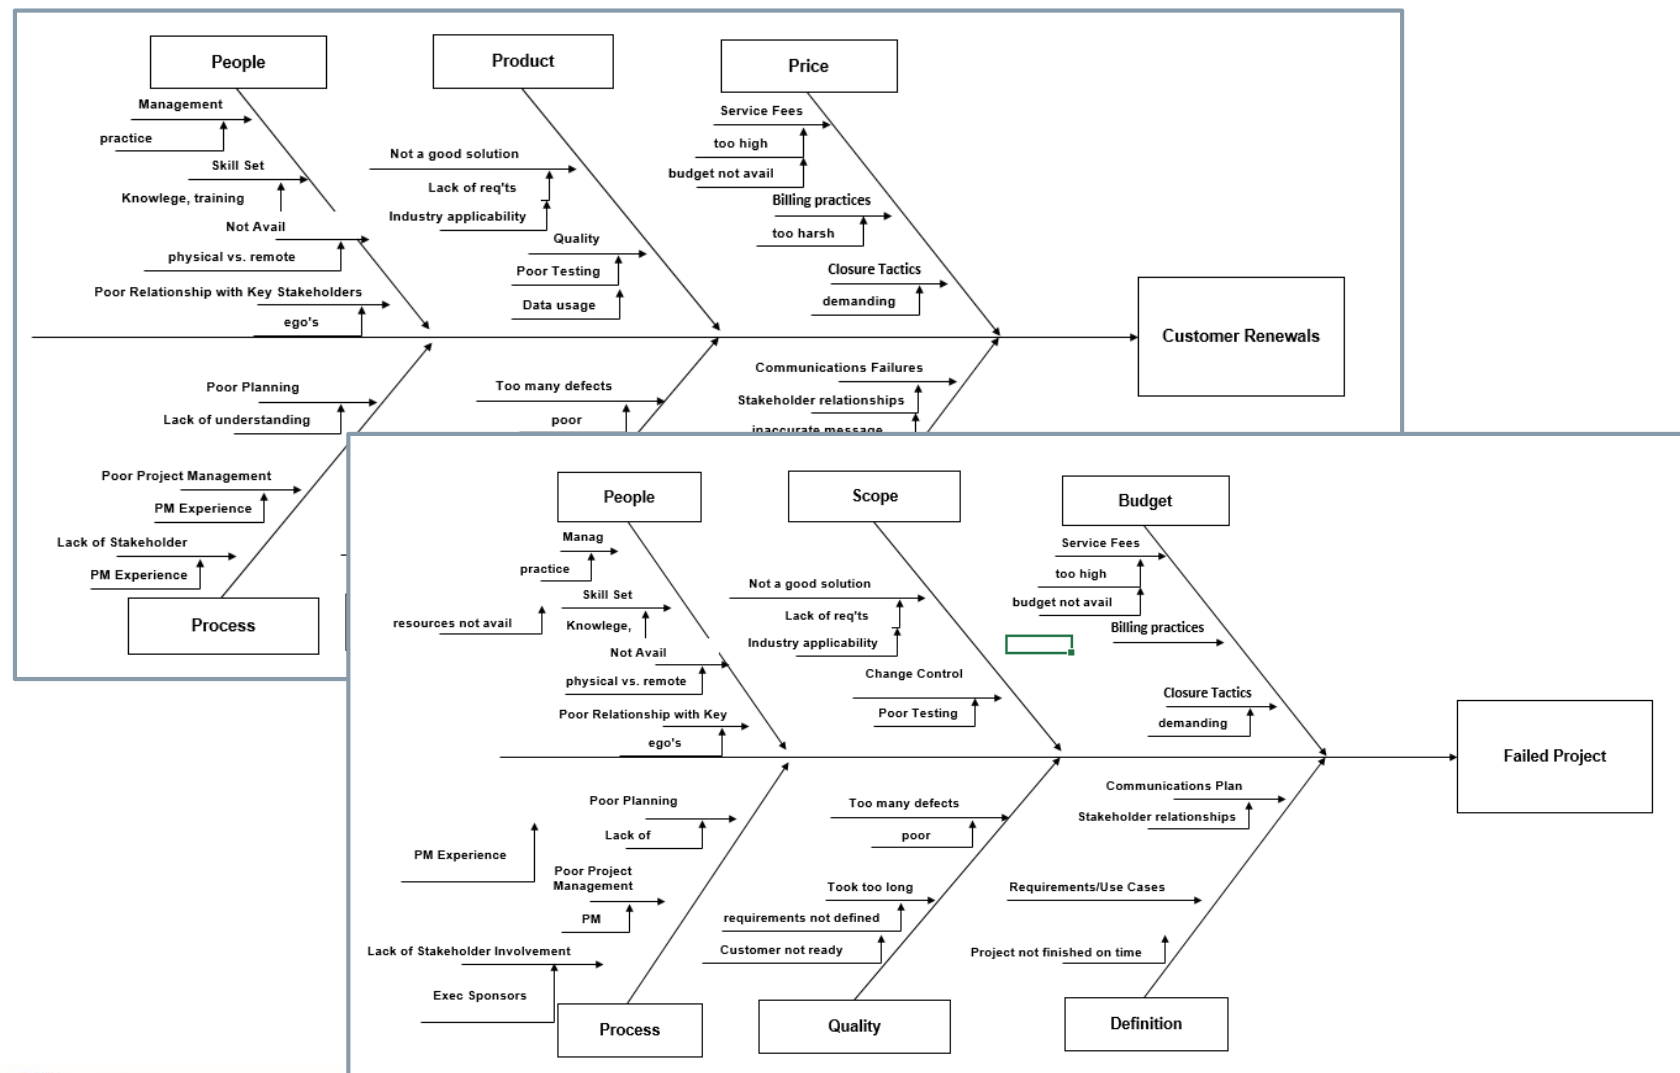 People
Product
Price
Management
practice
Skill Set
Knowlege, training
Not Avail
physical vs. remote
Poor Relationship with Key Stakeholders
ego's
Not a good solution
Lack of req'ts
Industry applicability
Quality
Poor Testing
Data usage
Service Fees
too high
budget not avail
Billing practices
too harsh
Closure Tactics
demanding
Customer Renewals
Poor Planning
Lack of understanding
Poor Project Management
PM Experience
Lack of Stakeholder
PM Experience
Process
Too many defects
poor
Communications Failures
Stakeholder relationships
inaccurate message
People
Scope
Budget
Manag
practice
Skill Set
resources not avail
Knowlege,
Not Avail
physical vs. remote
Poor Relationship with Key
ego's
Not a good solution
Lack of req'ts
Industry applicability
Change Control
Poor Testing
Service Fees
too high
budget not avail
Billing practices
Closure Tactics
demanding
Failed Project
Poor Planning
Lack of
PM Experience
Poor Project
Management
PM
Lack of Stakeholder Involvement
Exec Sponsors
Process
Too many defects
poor
Took too long
requirements not defined
Customer not ready
Quality
Communications Plan
Stakeholder relationships
Requirements/Use Cases
Project not finished on time
Definition